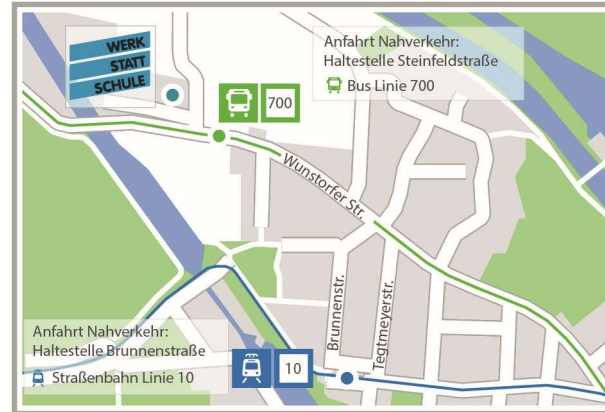 WERK
STATT
SCHULE
Anfahrt Nahverkehr:
Haltestelle Steinfeldstraße
Bus Linie 700
700
Wunstorfer Str.
Brunnenstr.
Tegtmeyerstr.
Anfahrt Nahverkehr:
Haltestelle Brunnenstraße
Straßenbahn Linie 10
10